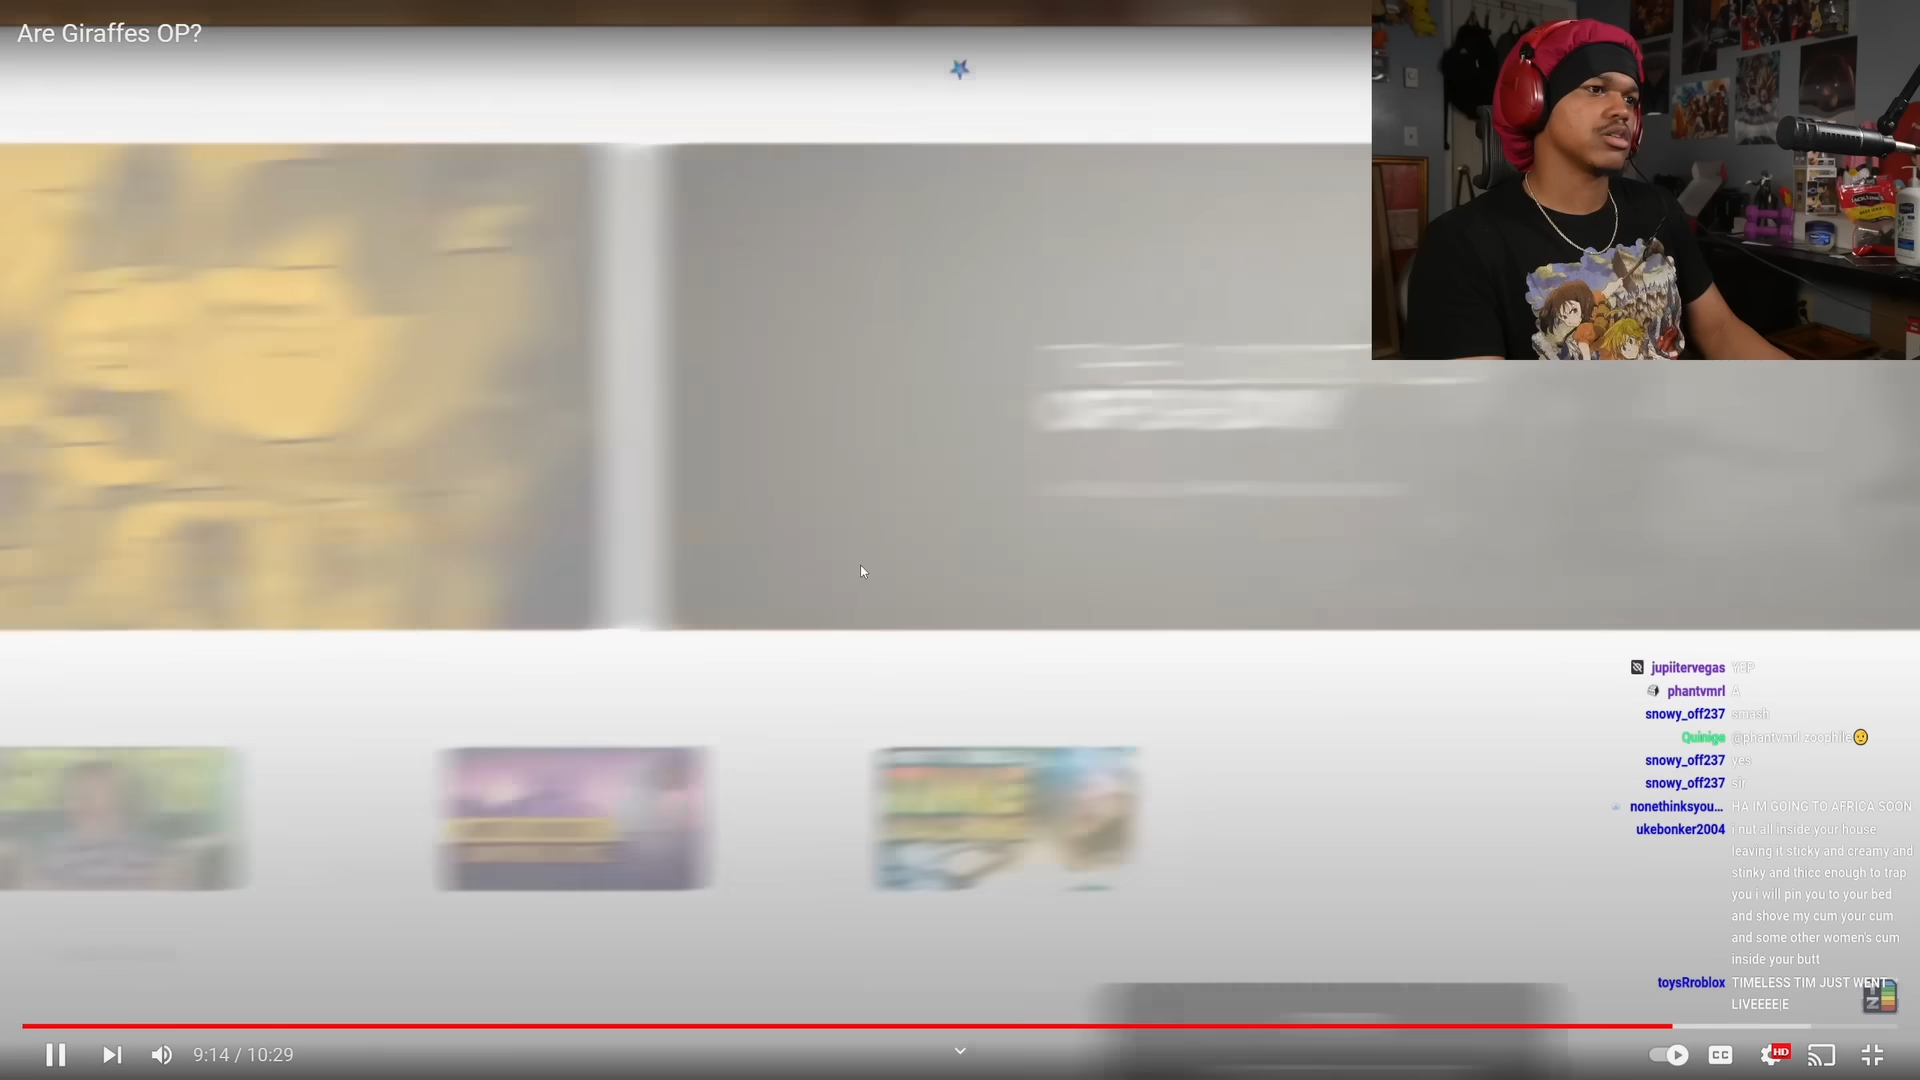 Are Giraffes OP?
jupiitervegas YEP
phantvmrl A
snowy_off237 smash
Quinige @phantvmrl zoophile
snowy_off237 yes
snowy_off237 sir
nonethinksyou... HA IM GOING TO AFRICA SOON
ukebonker2004 i nut all inside your house
leaving it sticky and creamy and
stinky and thicc enough to trap
you i will pin you to your bed
and shove my cum your cum
and some other women's cum
inside your butt
toysRroblox TIMELESS TIM JUST WENT
LIVEEEE|E
9:14 / 10:29
CC
HD